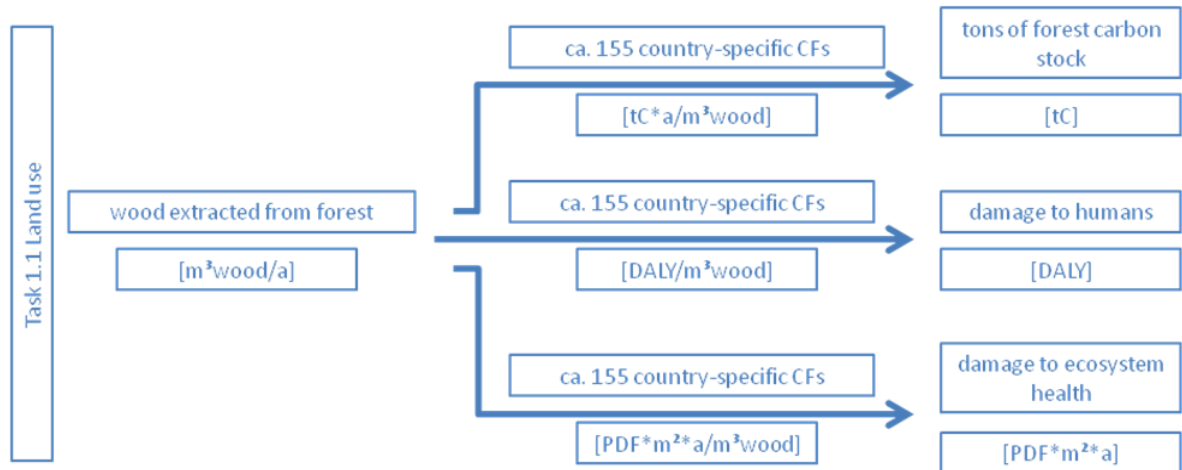 Task 1.1 Land use
wood extracted from forest
[m³wood/a]
ca. 155 country-specific CFs
[tC*a/m³wood]
tons of forest carbon
stock
[tC]
ca. 155 country-specific CFs
[DALY/m³wood]
damage to humans
[DALY]
ca. 155 country-specific CFs
[PDF*m²*a/m³wood]
damage to ecosystem
health
[PDF*m²*a]